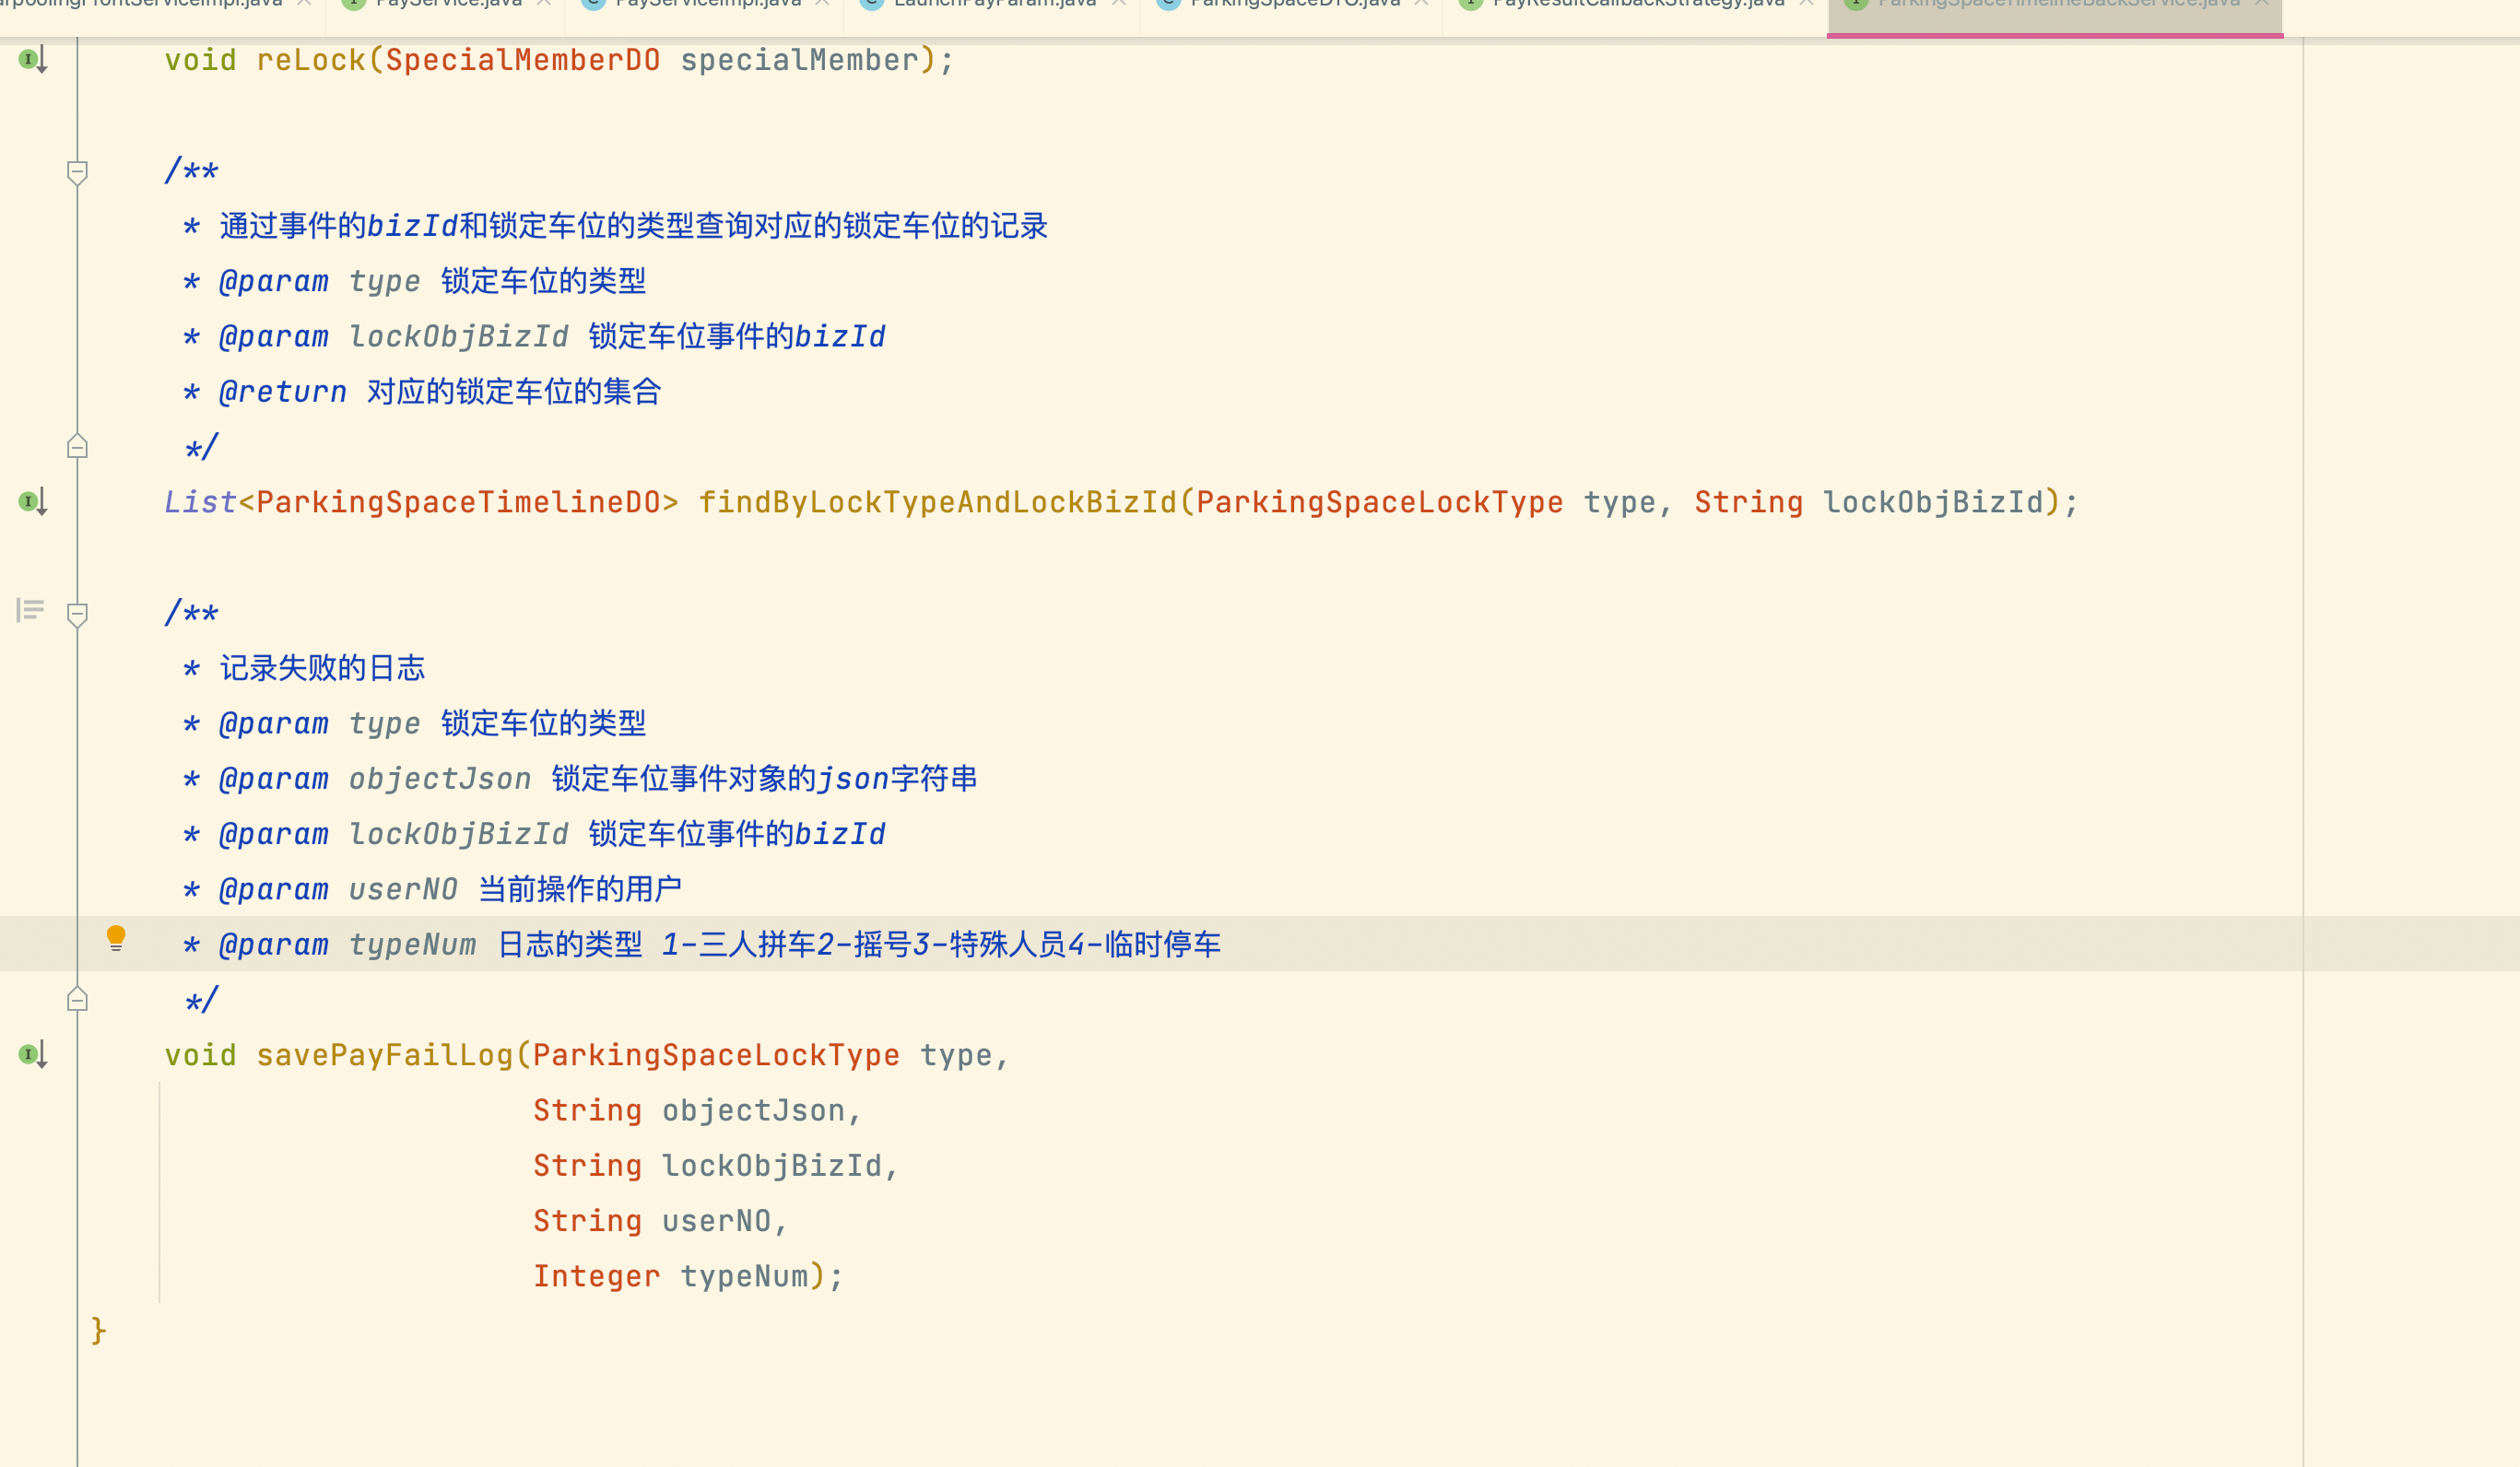 arpoolingFrontServiceImpl.java PayService.java PayServiceImpl.java LaunchPayParam.java ParkingSpaceDTO.java PayResultCallbackStrategy.java ParkingSpaceTimelineBackService.java
void reLock(SpecialMemberDO specialMember);
/**
* 通过事件的bizId和锁定车位的类型查询对应的锁定车位的记录
* @param type 锁定车位的类型
* @param lockObjBizId 锁定车位事件的bizId
* @return 对应的锁定车位的集合
*/
List<ParkingSpaceTimelineDO> findByLockTypeAndLockBizId(ParkingSpaceLockType type, String lockObjBizId);
/**
* 记录失败的日志
* @param type 锁定车位的类型
* @param objectJson 锁定车位事件对象的json字符串
* @param lockObjBizId 锁定车位事件的bizId
* @param userNO 当前操作的用户
* @param typeNum 日志的类型 1-三人拼车2-摇号3-特殊人员4-临时停车
*/
void savePayFailLog(ParkingSpaceLockType type,
String objectJson,
String lockObjBizId,
String userNO,
Integer typeNum);
}